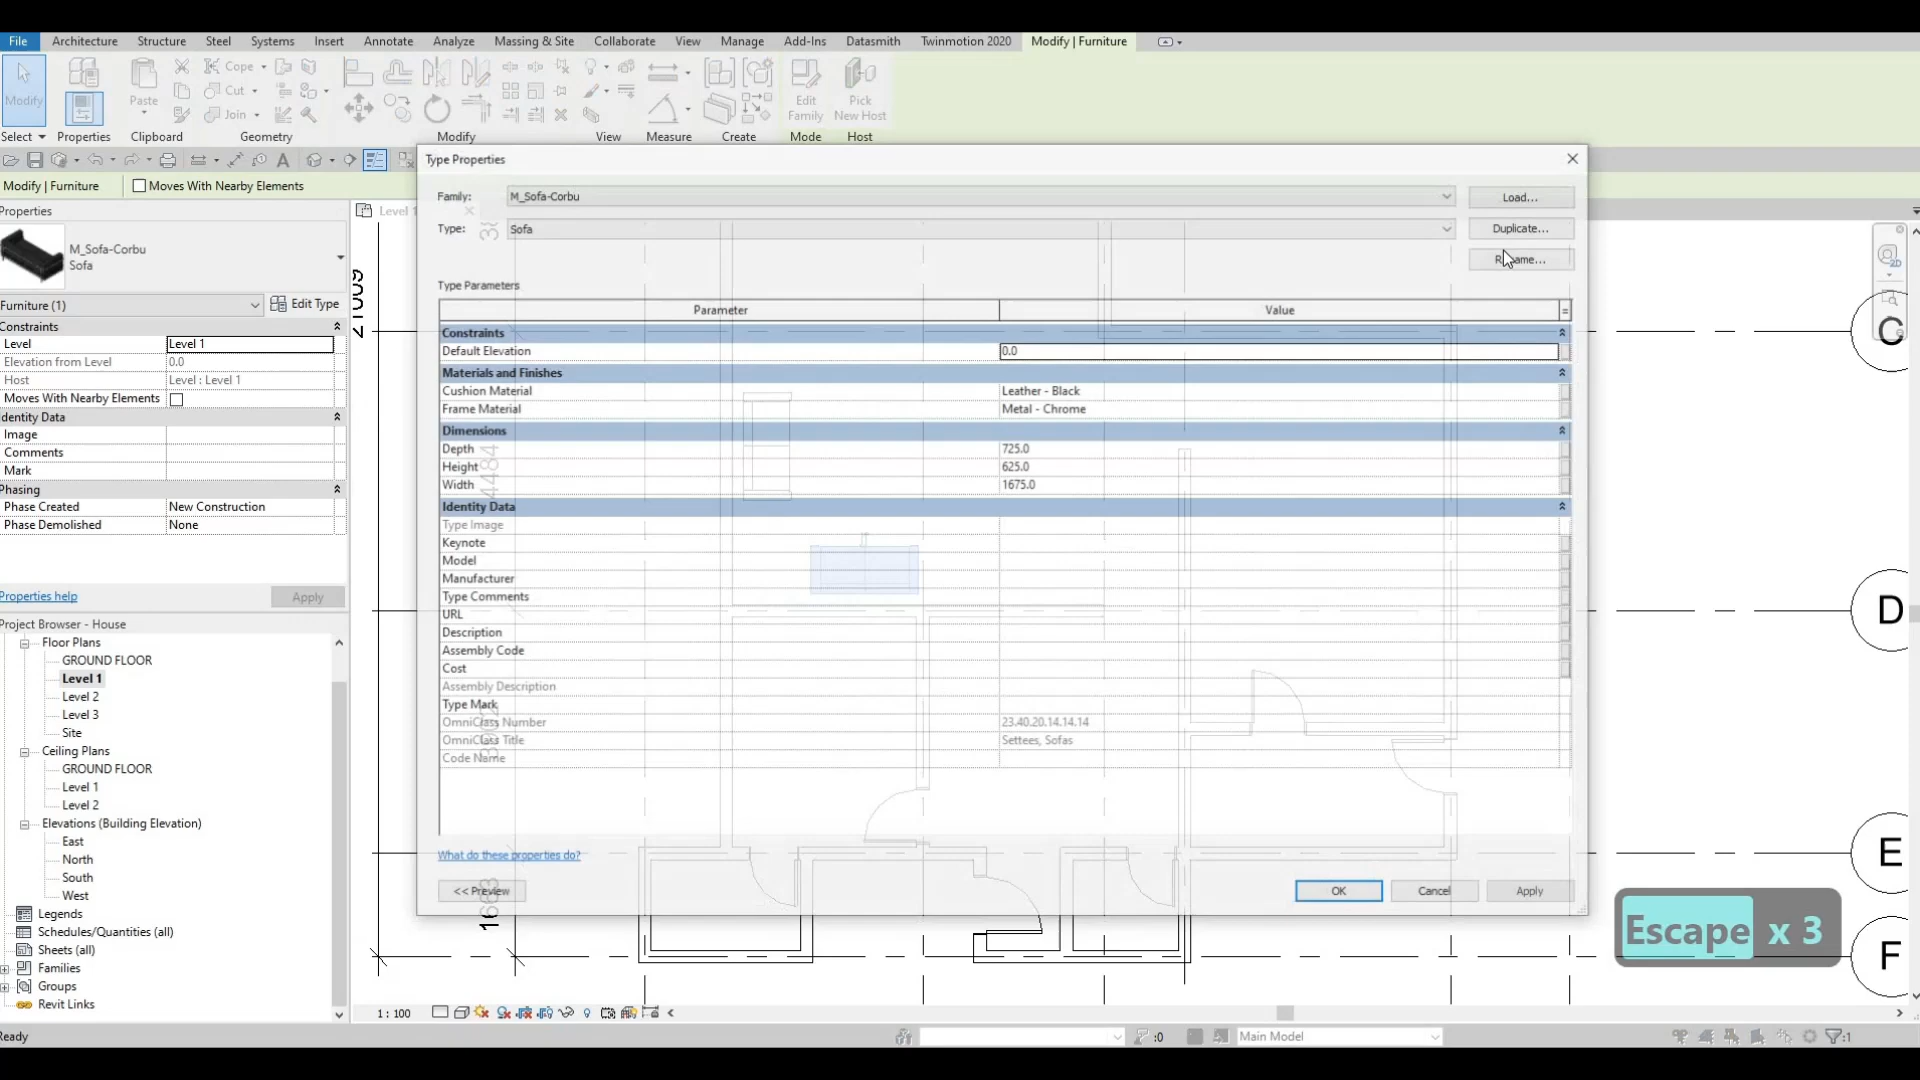 File Architecture Structure Steel Systems Insert Annotate Analyze Massing & Site Collaborate View Manage Add-Ins Datasmith Twinmotion 2020 Modify | Furniture
Cope
Modify Paste Cut Edit Family Pick New Host
Join
Select Properties Clipboard Geometry Modify View Measure Create Mode Host
Modify | Furniture Moves With Nearby Elements
Properties
M_Sofa-Corbu
Sofa
Furniture (1) Edit Type
Constraints
Level Level 1
Elevation from Level 0.0
Host Level : Level 1
Moves With Nearby Elements
Identity Data
Image
Comments
Mark
Phasing
Phase Created New Construction
Phase Demolished None
Properties help Apply
Project Browser - House
Floor Plans
GROUND FLOOR
Level 1
Level 2
Level 3
Site
Ceiling Plans
GROUND FLOOR
Level 1
Level 2
Elevations (Building Elevation)
East
North
South
West
Legends
Schedules/Quantities (all)
Sheets (all)
Families
Groups
Revit Links
Level 1
Type Properties
Family: M_Sofa-Corbu Load...
Type: Sofa Duplicate...
Rename...
Type Parameters
Parameter Value
=
Constraints
Default Elevation 0.0
Materials and Finishes
Cushion Material Leather - Black
Frame Material Metal - Chrome
Dimensions
Depth 725.0
Height 625.0
Width 1675.0
Identity Data
Type Image
Keynote
Model
Manufacturer
Type Comments
URL
Description
Assembly Code
Cost
Assembly Description
Type Mark
OmniClass Number 23.40.20.14.14.14
OmniClass Title Settees, Sofas
Code Name
What do these properties do?
<< Preview OK Cancel Apply
4484
2D
C
D
E
F
Escape x 3
1 : 100
Ready :0 Main Model :1